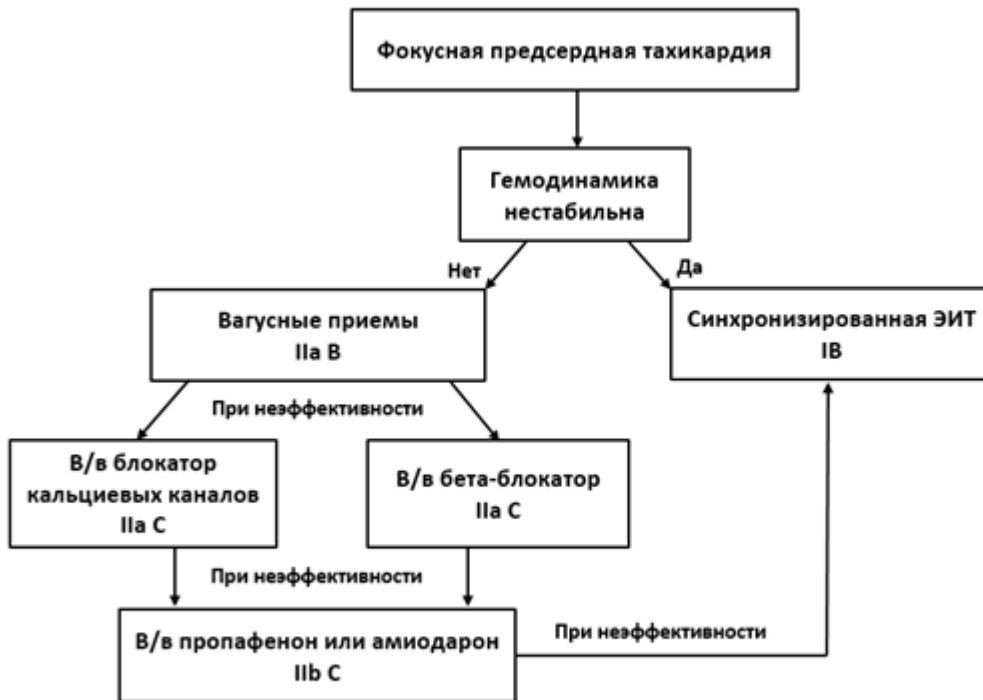 Фокусная предсердная тахикардия
Гемодинамика
нестабильна
Нет
Да
Вагусные приемы
IIa B
Синхронизированная ЭИТ
IB
При неэффективности
В/в блокатор
кальциевых каналов
IIa C
В/в бета-блокатор
IIa C
При неэффективности
В/в пропафенон или амиодарон
IIb C
При неэффективности